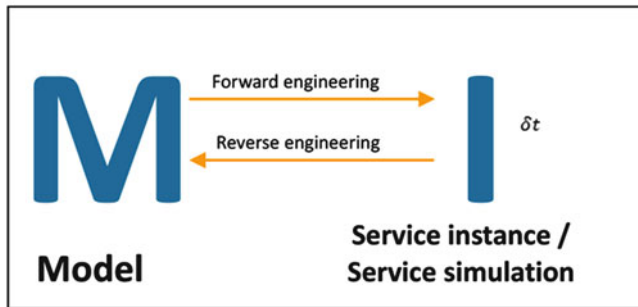 Forward engineering
M
I
δt
Reverse engineering
Model
Service instance /
Service simulation